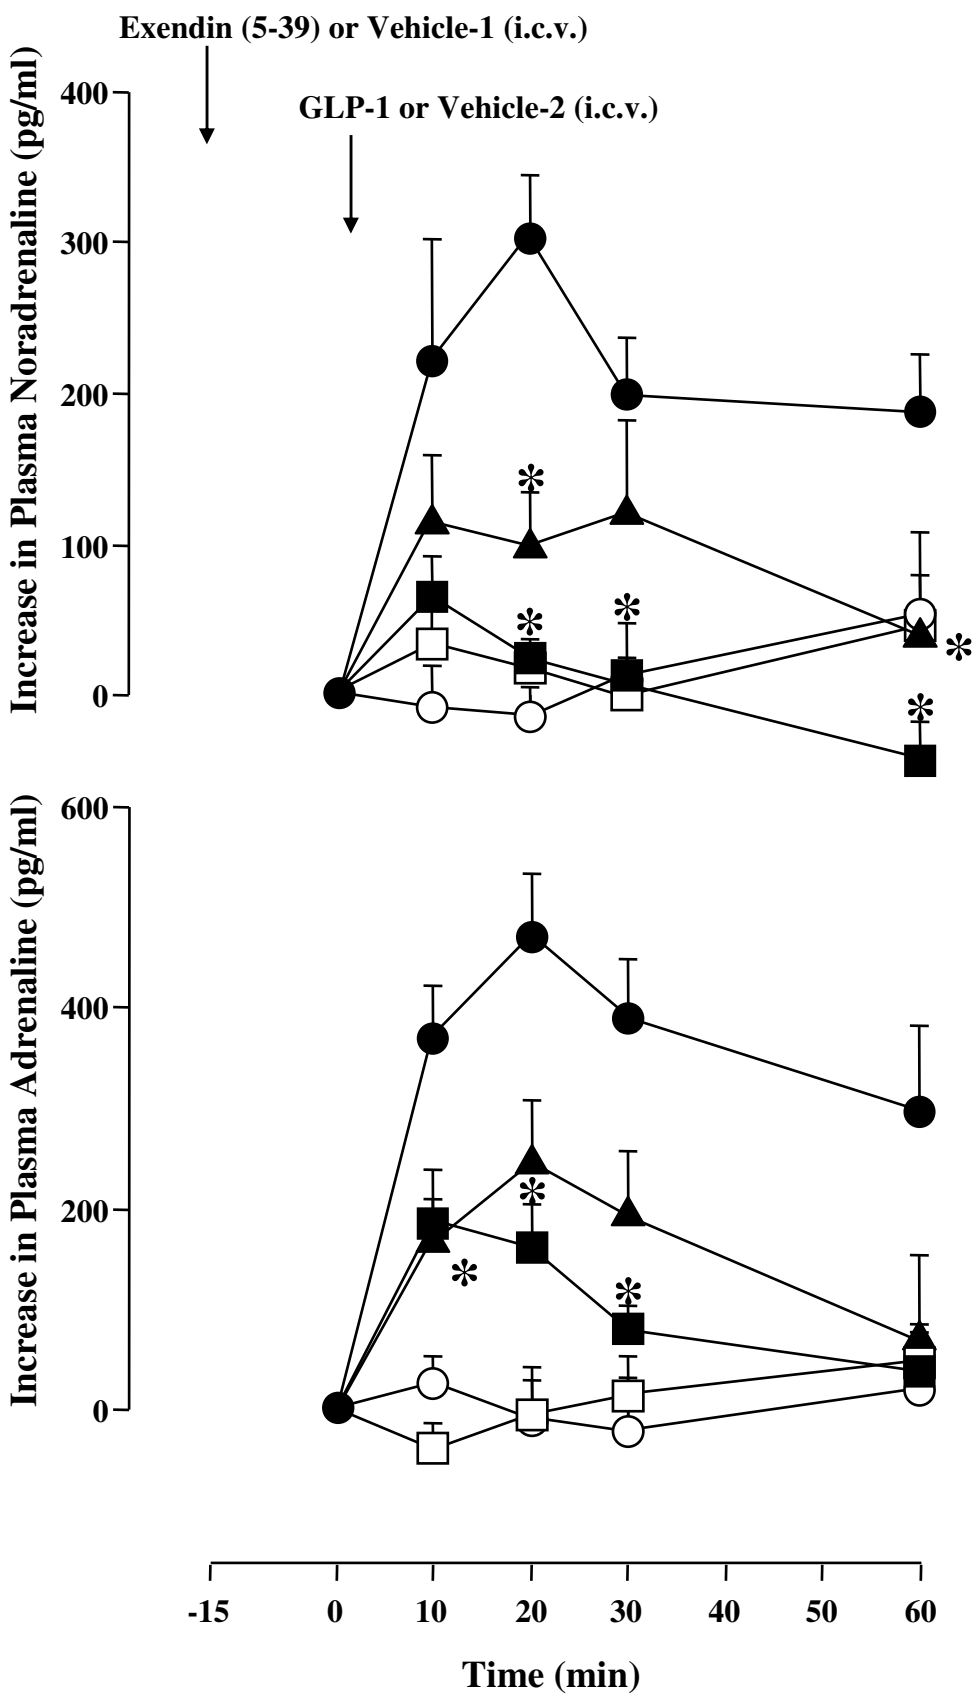 Exendin (5-39) or Vehicle-1 (i.c.v.)
GLP-1 or Vehicle-2 (i.c.v.)
Increase in Plasma Noradrenaline (pg/ml)
400
300
200
100
0
*
*
*
*
*
Increase in Plasma Adrenaline (pg/ml)
600
400
200
0
*
*
*
-15 0 10 20 30 40 50 60
Time (min)